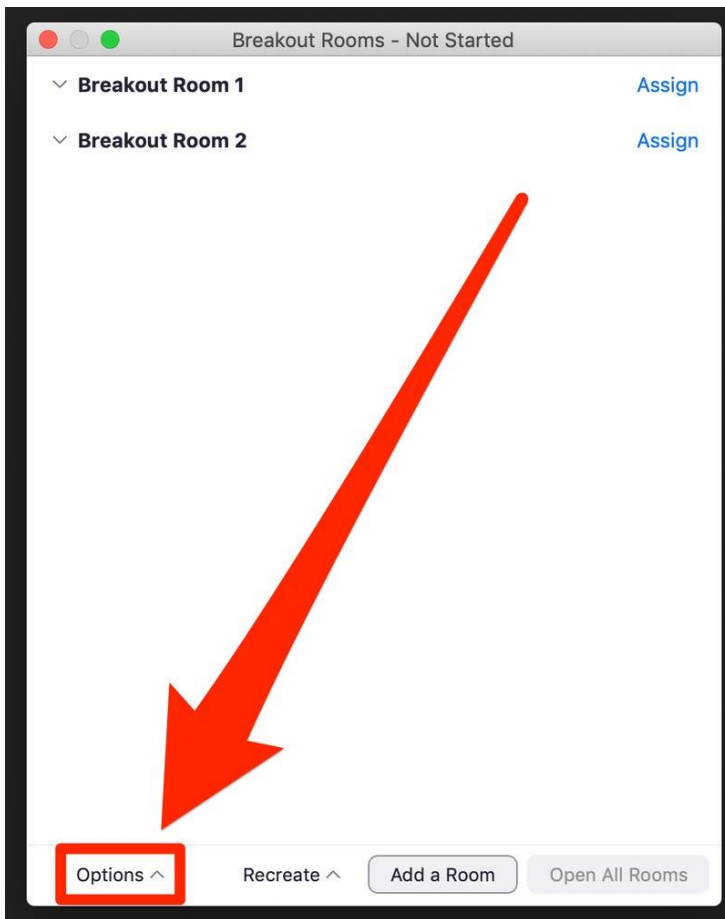 Breakout Rooms - Not Started
Breakout Room 1 Assign
Breakout Room 2 Assign
Options Recreate Add a Room Open All Rooms